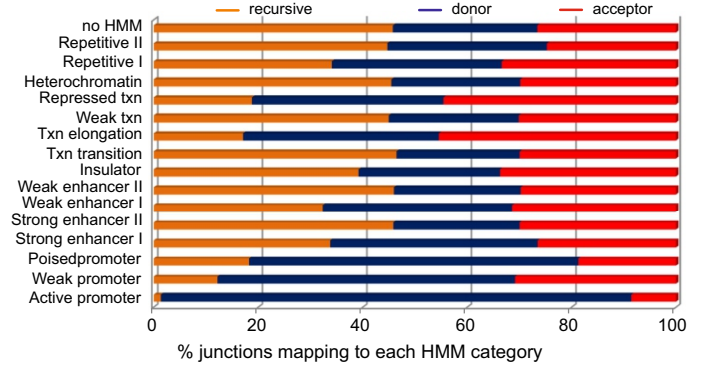 recursive donor acceptor
no HMM
Repetitive II
Repetitive I
Heterochromatin
Repressed txn
Weak txn
Txn elongation
Txn transition
Insulator
Weak enhancer II
Weak enhancer I
Strong enhancer II
Strong enhancer I
Poisedpromoter
Weak promoter
Active promoter
0 20 40 60 80 100
% junctions mapping to each HMM category